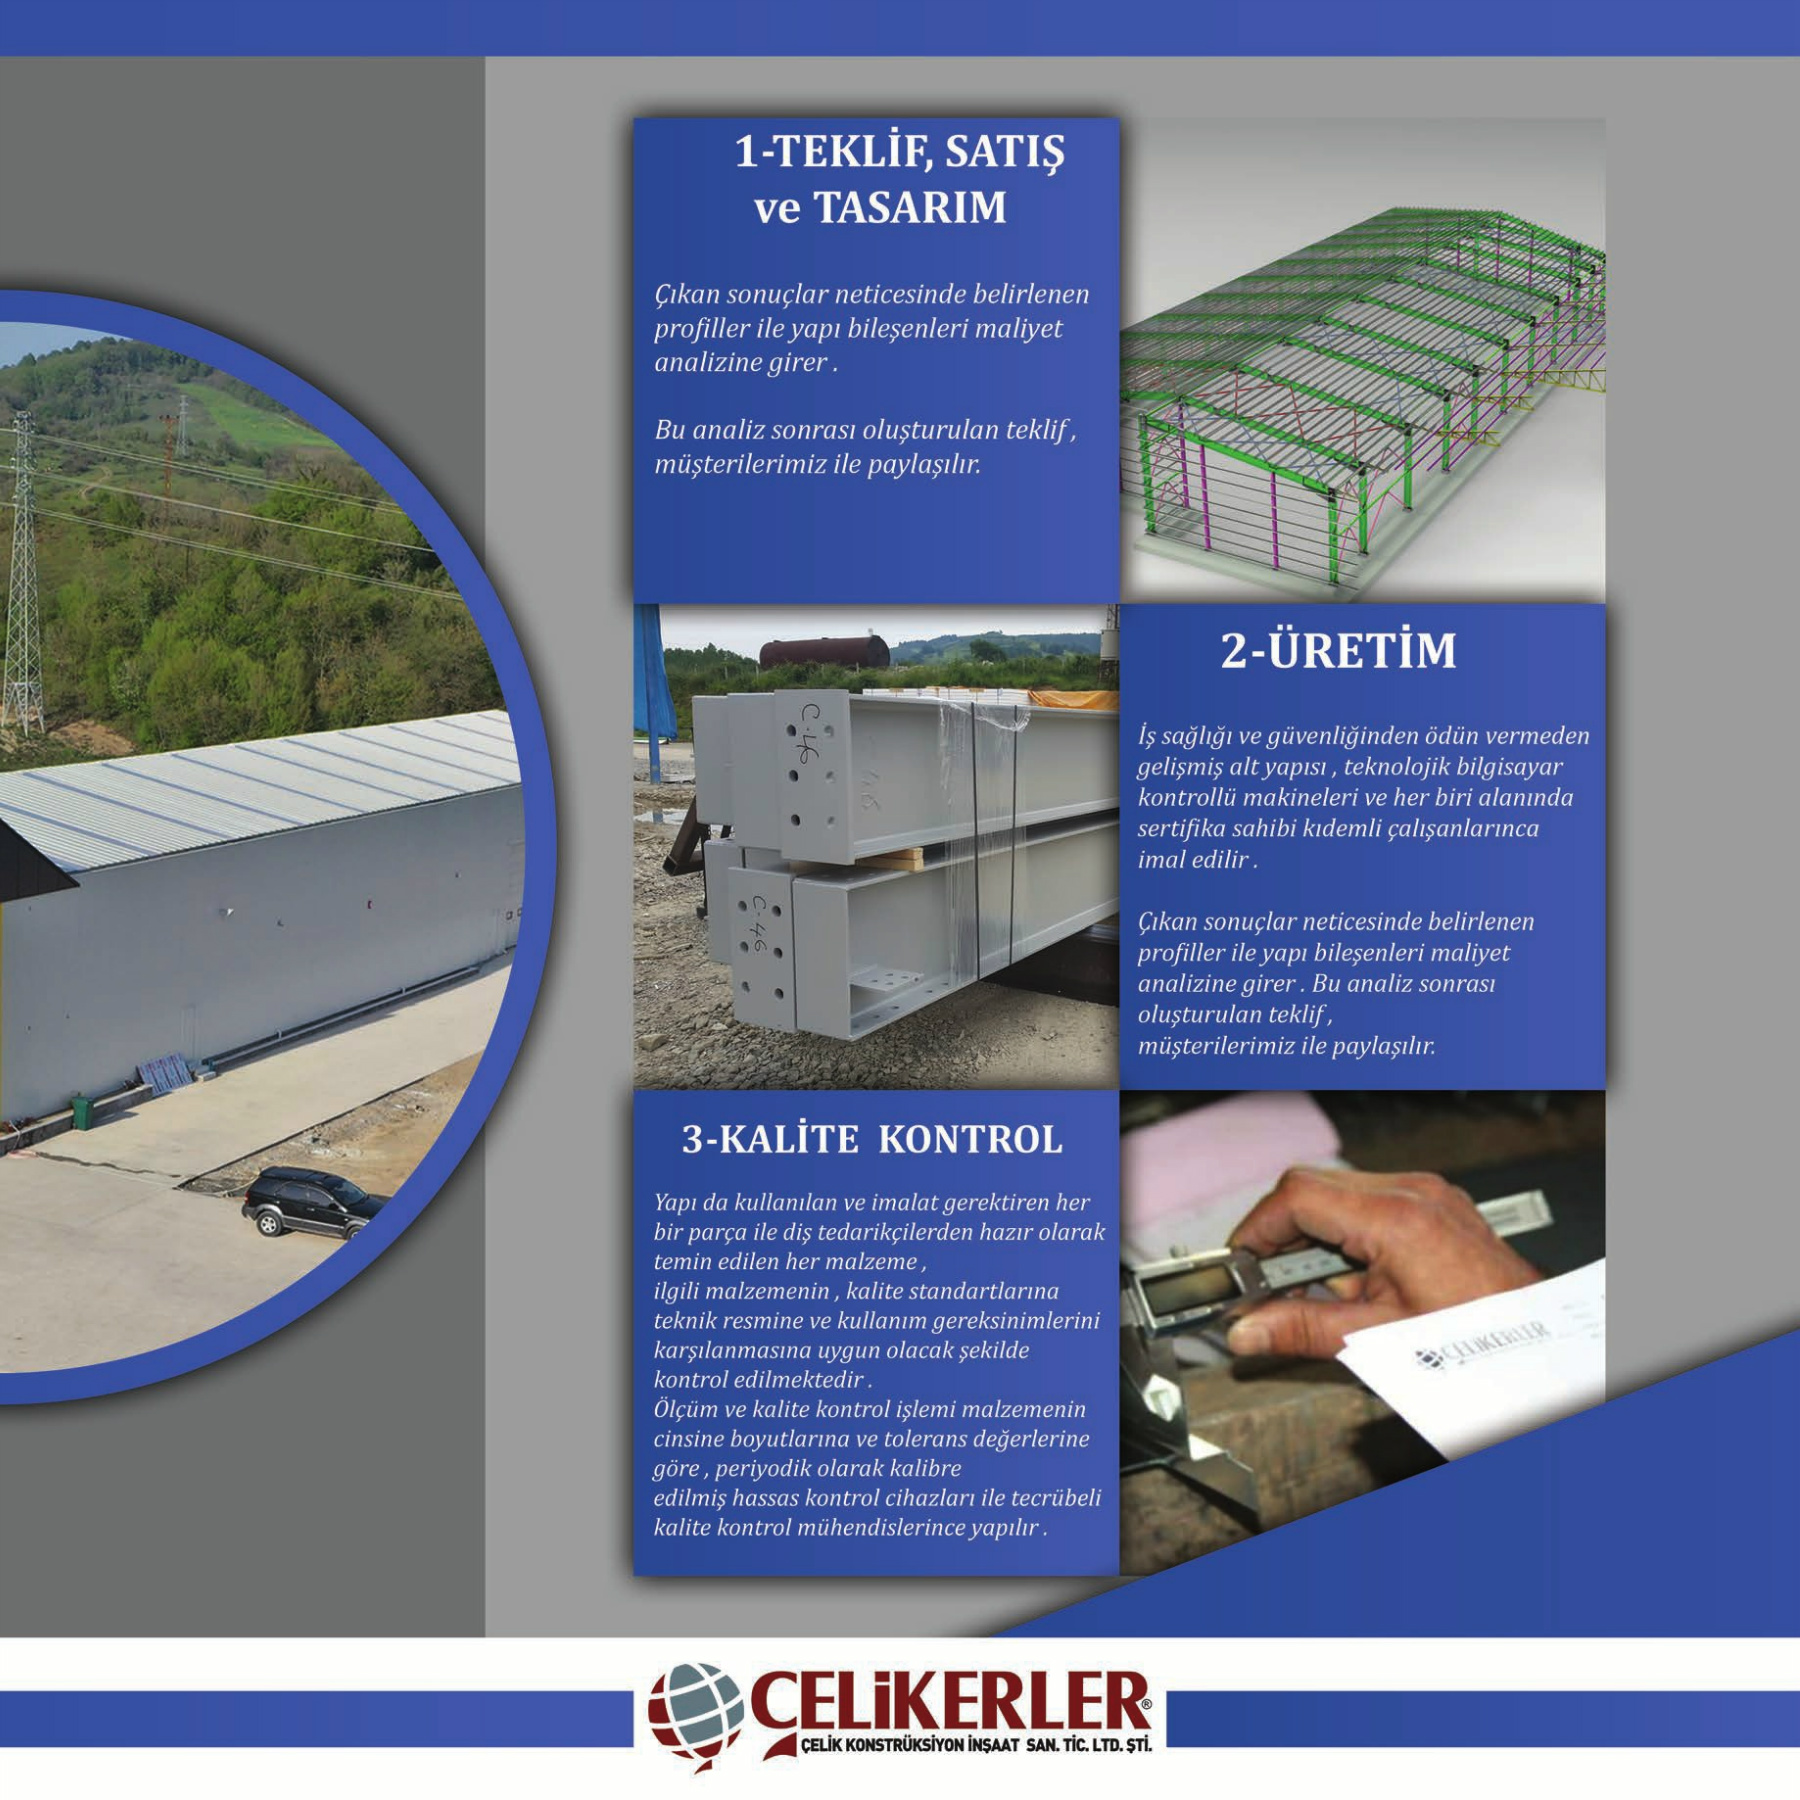 1-TEKLİF, SATIŞ
ve TASARIM
Çıkan sonuçlar neticesinde belirlenen
profiller ile yapı bileşenleri maliyet
analizine girer .
Bu analiz sonrası oluşturulan teklif ,
müşterilerimiz ile paylaşılır.
C-46
C-46
2-ÜRETİM
İş sağlığı ve güvenliğinden ödün vermeden
gelişmiş alt yapısı , teknolojik bilgisayar
kontrollü makineleri ve her biri alanında
sertifika sahibi kıdemli çalışanlarınca
imal edilir .
Çıkan sonuçlar neticesinde belirlenen
profiller ile yapı bileşenleri maliyet
analizine girer . Bu analiz sonrası
oluşturulan teklif ,
müşterilerimiz ile paylaşılır.
3-KALİTE KONTROL
Yapı da kullanılan ve imalat gerektiren her
bir parça ile diş tedarikçilerden hazır olarak
temin edilen her malzeme ,
ilgili malzemenin , kalite standartlarına
teknik resmine ve kullanım gereksinimlerini
karşılanmasına uygun olacak şekilde
kontrol edilmektedir .
Ölçüm ve kalite kontrol işlemi malzemenin
cinsine boyutlarına ve tolerans değerlerine
göre , periyodik olarak kalibre
edilmiş hassas kontrol cihazları ile tecrübeli
kalite kontrol mühendislerince yapılır .
ÇELİKERLER
ÇELİKERLER®
ÇELİK KONSTRÜKSİYON İNŞAAT SAN. TİC. LTD. ŞTİ.